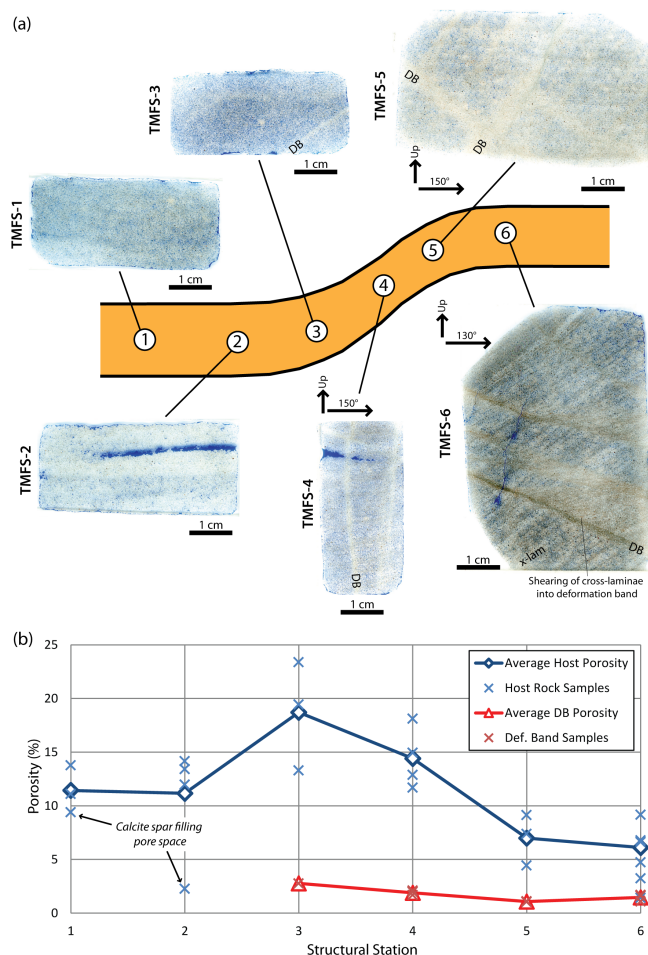 (a)
TMFS-3
DB
1 cm
TMFS-5
DB
DB
Up
150°
1 cm
TMFS-1
1 cm
1
2
3
4
5
6
Up
130°
TMFS-2
1 cm
Up
150°
TMFS-4
DB
1 cm
TMFS-6
x-lam
DB
1 cm
Shearing of cross-laminae
into deformation band
(b)
Porosity (%)
25
20
15
10
5
0
Average Host Porosity
Host Rock Samples
Average DB Porosity
Def. Band Samples
Calcite spar filling
pore space
1 2 3 4 5 6
Structural Station